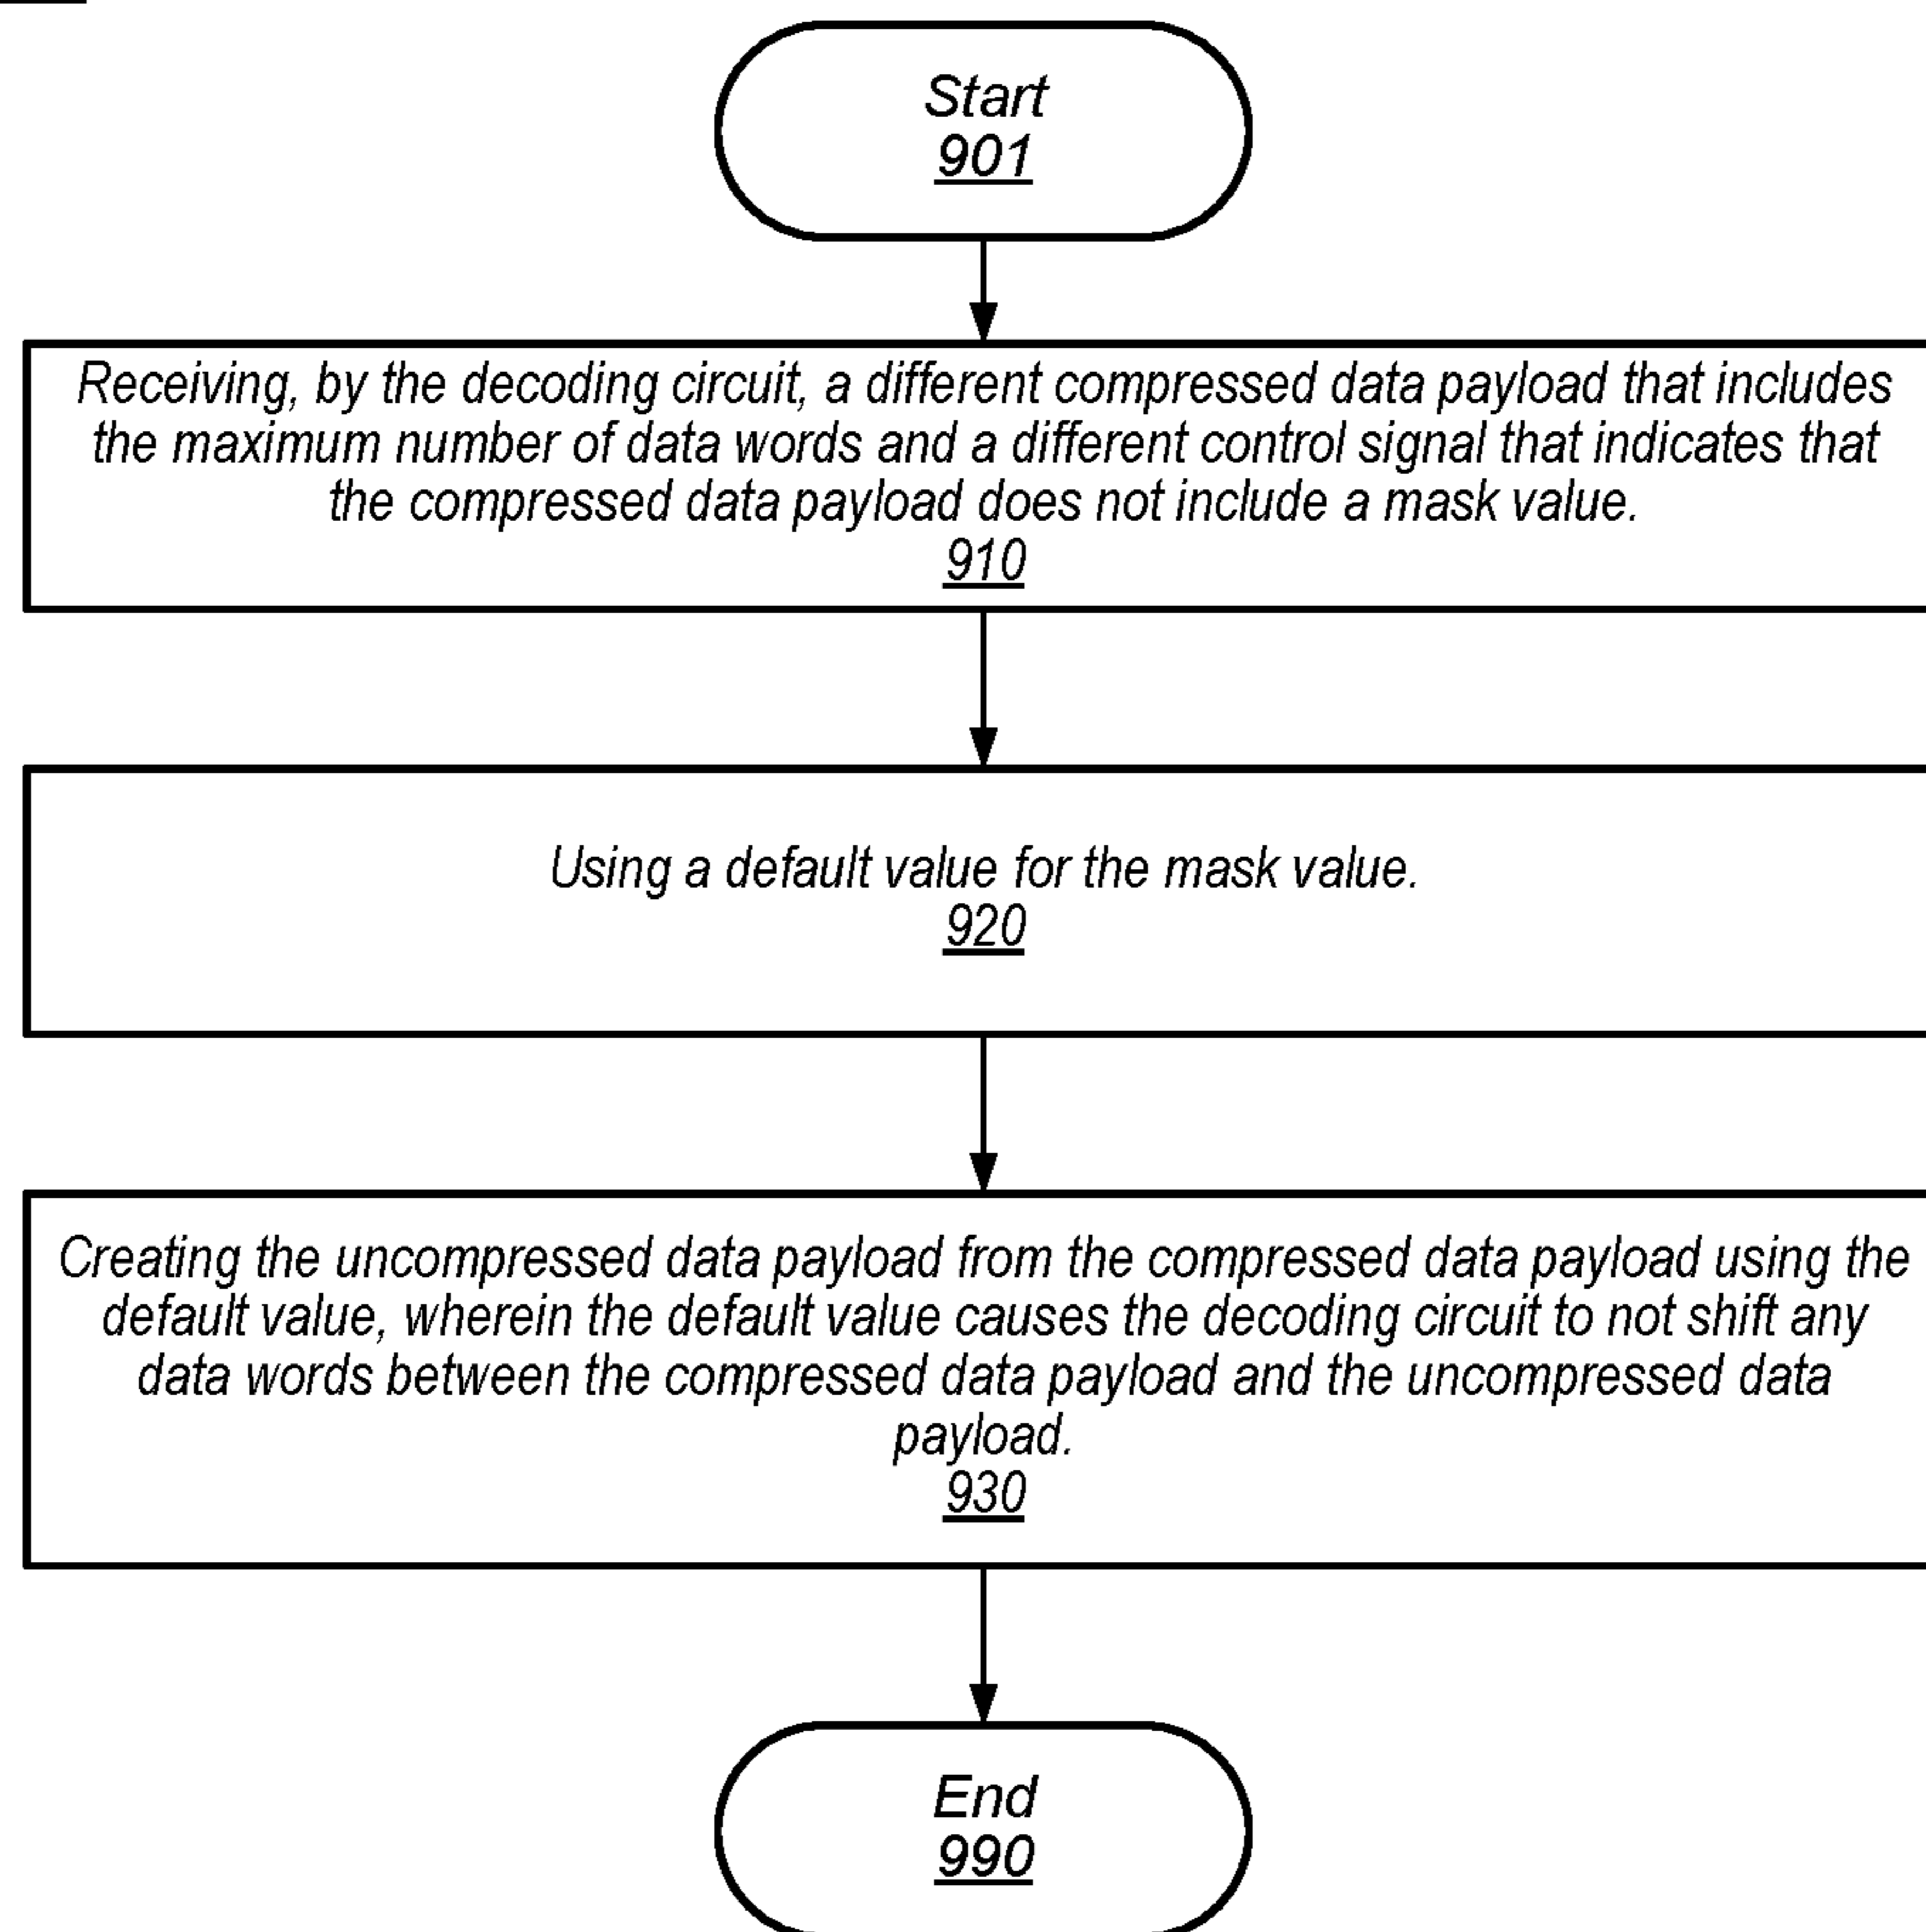 Start
901
Receiving, by the decoding circuit, a different compressed data payload that includes
the maximum number of data words and a different control signal that indicates that
the compressed data payload does not include a mask value.
910
Using a default value for the mask value.
920
Creating the uncompressed data payload from the compressed data payload using the
default value, wherein the default value causes the decoding circuit to not shift any
data words between the compressed data payload and the uncompressed data
payload.
930
End
990